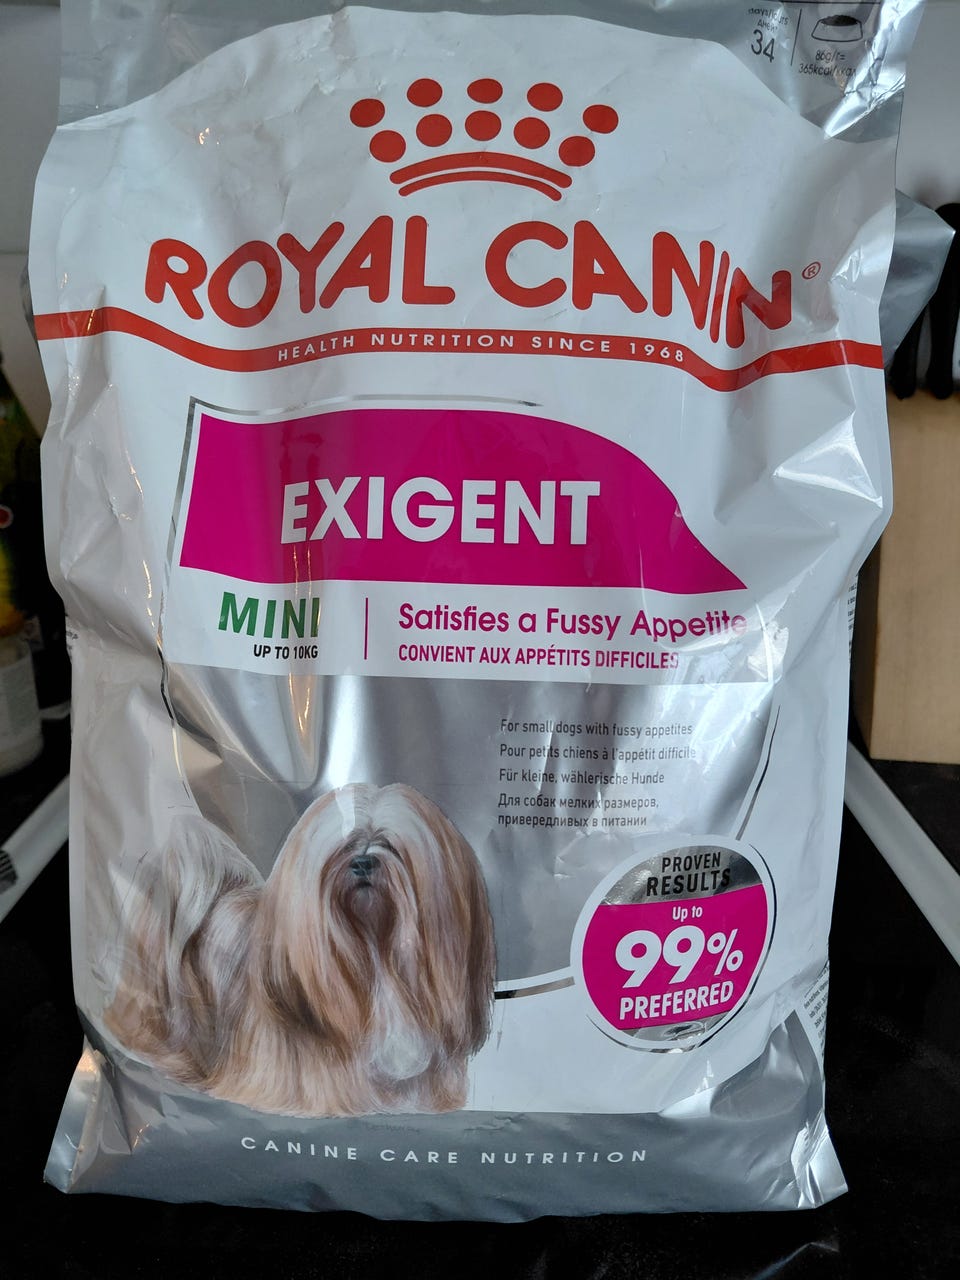 34
86g/г=
ROYAL CANIN®
HEALTH NUTRITION SINCE 1968
EXIGENT
MINI
UP TO 10KG
Satisfies a Fussy Appetite
CONVIENT AUX APPÉTITS DIFFICILES
For small dogs with fussy appetites
Pour petits chiens à l'appétit difficile
Für kleine, wählerische Hunde
Для собак мелких размеров,
привередливых в питании
PROVEN
RESULTS
Up to
99%
PREFERRED
CANINE CARE NUTRITION